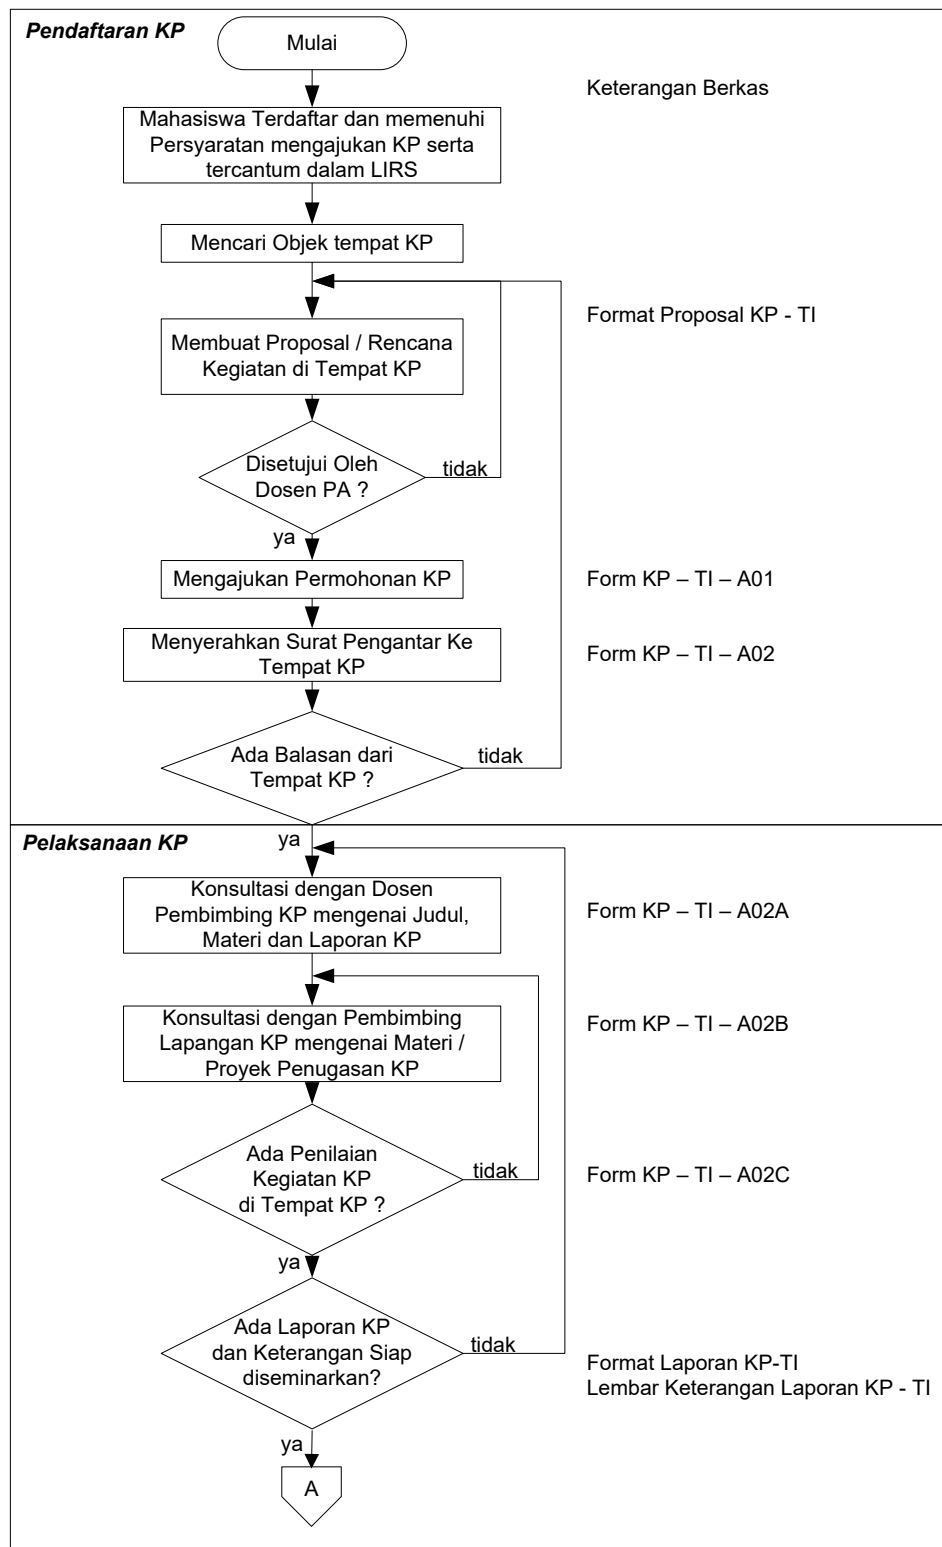 Pendaftaran KP
Mulai
Keterangan Berkas
Mahasiswa Terdaftar dan memenuhi
Persyaratan mengajukan KP serta
tercantum dalam LIRS
Mencari Objek tempat KP
Format Proposal KP - TI
Membuat Proposal / Rencana
Kegiatan di Tempat KP
Disetujui Oleh
Dosen PA ?
tidak
ya
Mengajukan Permohonan KP
Form KP – TI – A01
Menyerahkan Surat Pengantar Ke
Tempat KP
Form KP – TI – A02
Ada Balasan dari
Tempat KP ?
tidak
ya
Pelaksanaan KP
Konsultasi dengan Dosen
Pembimbing KP mengenai Judul,
Materi dan Laporan KP
Form KP – TI – A02A
Konsultasi dengan Pembimbing
Lapangan KP mengenai Materi /
Proyek Penugasan KP
Form KP – TI – A02B
Ada Penilaian
Kegiatan KP
di Tempat KP ?
tidak
Form KP – TI – A02C
ya
Ada Laporan KP
dan Keterangan Siap
diseminarkan?
tidak
Format Laporan KP-TI
Lembar Keterangan Laporan KP - TI
ya
A